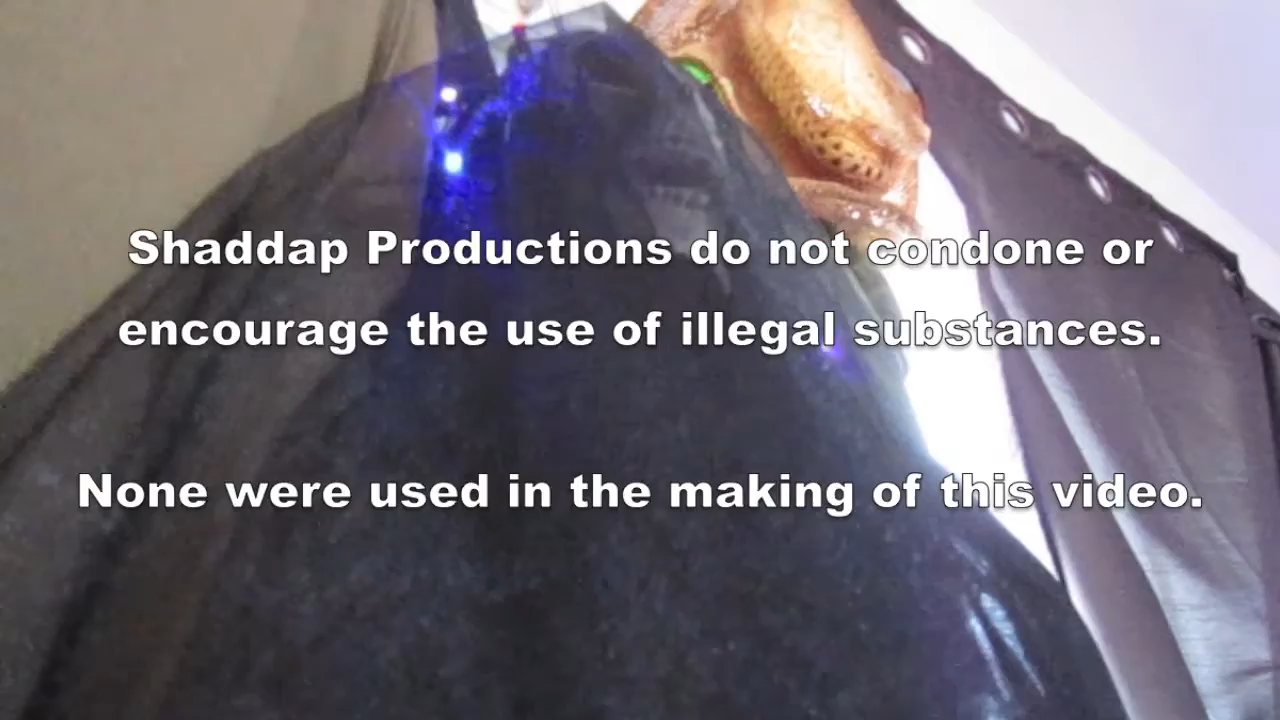 Shaddap Productions do not condone or
encourage the use of illegal substances.
None were used in the making of this video.